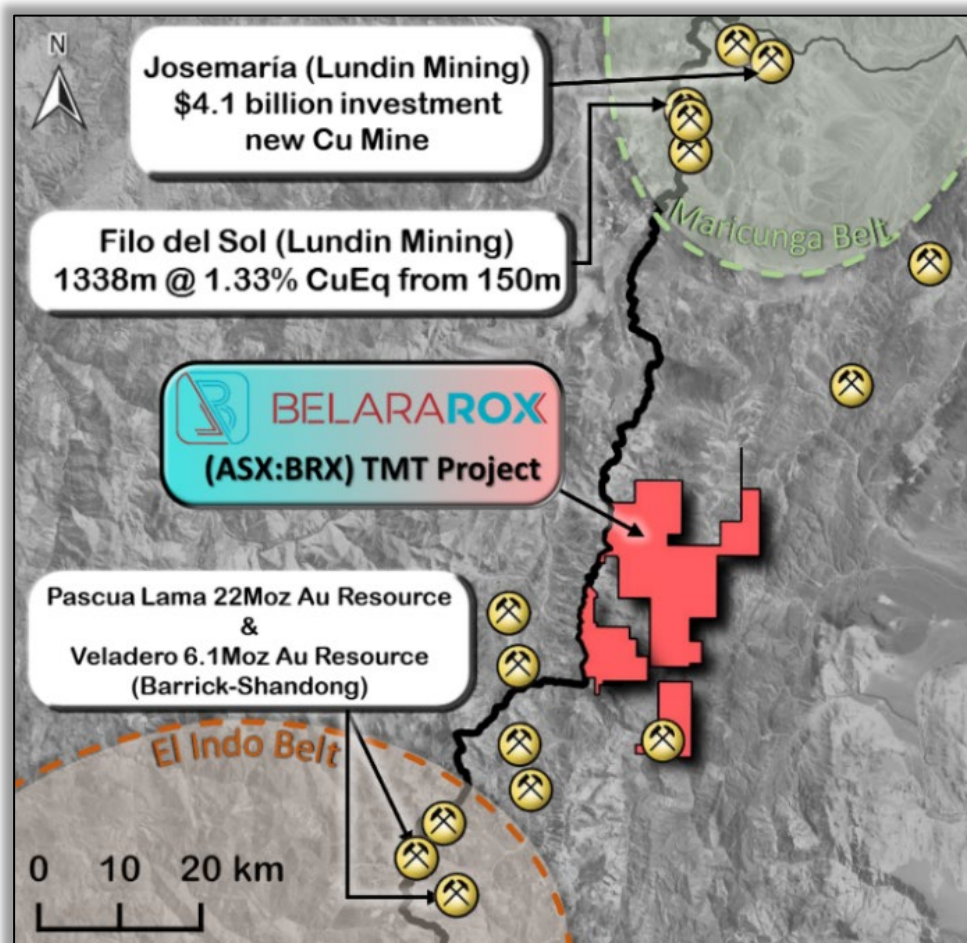 N
Josemaría (Lundin Mining)
$4.1 billion investment
new Cu Mine
Maricunga Belt
Filo del Sol (Lundin Mining)
1338m @ 1.33% CuEq from 150m
BELARAROX
(ASX:BRX) TMT Project
Pascua Lama 22Moz Au Resource
&
Veladero 6.1Moz Au Resource
(Barrick-Shandong)
El Indo Belt
0 10 20 km